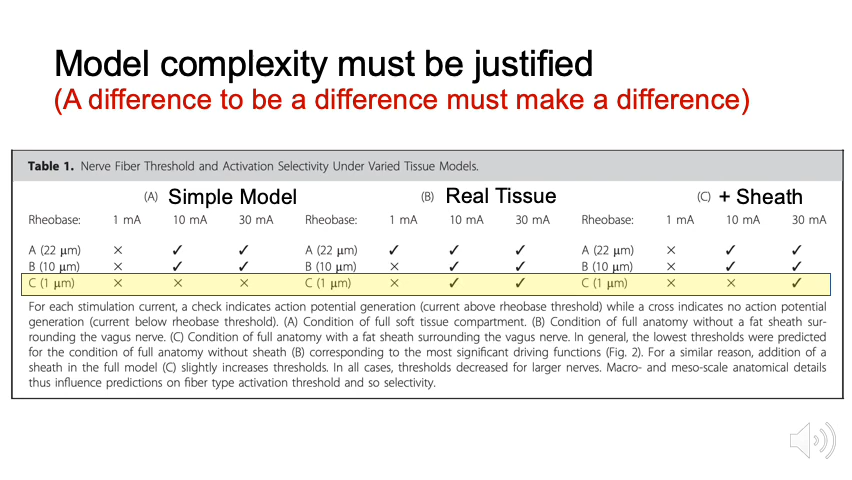 Model complexity must be justified
(A difference to be a difference must make a difference)
Table 1. Nerve Fiber Threshold and Activation Selectivity Under Varied Tissue Models.
(A) Simple Model (B) Real Tissue (C) + Sheath
Rheobase: 1 mA 10 mA 30 mA Rheobase: 1 mA 10 mA 30 mA Rheobase: 1 mA 10 mA 30 mA
A (22 μm) × ✓ ✓ A (22 μm) ✓ ✓ ✓ A (22 μm) × ✓ ✓
B (10 μm) × ✓ ✓ B (10 μm) × ✓ ✓ B (10 μm) × ✓ ✓
C (1 μm) × × × C (1 μm) × ✓ ✓ C (1 μm) × × ✓
For each stimulation current, a check indicates action potential generation (current above rheobase threshold) while a cross indicates no action potential
generation (current below rheobase threshold). (A) Condition of full soft tissue compartment. (B) Condition of full anatomy without a fat sheath sur-
rounding the vagus nerve. (C) Condition of full anatomy with a fat sheath surrounding the vagus nerve. In general, the lowest thresholds were predicted
for the condition of full anatomy without sheath (B) corresponding to the most significant driving functions (Fig. 2). For a similar reason, addition of a
sheath in the full model (C) slightly increases thresholds. In all cases, thresholds decreased for larger nerves. Macro- and meso-scale anatomical details
thus influence predictions on fiber type activation threshold and so selectivity.